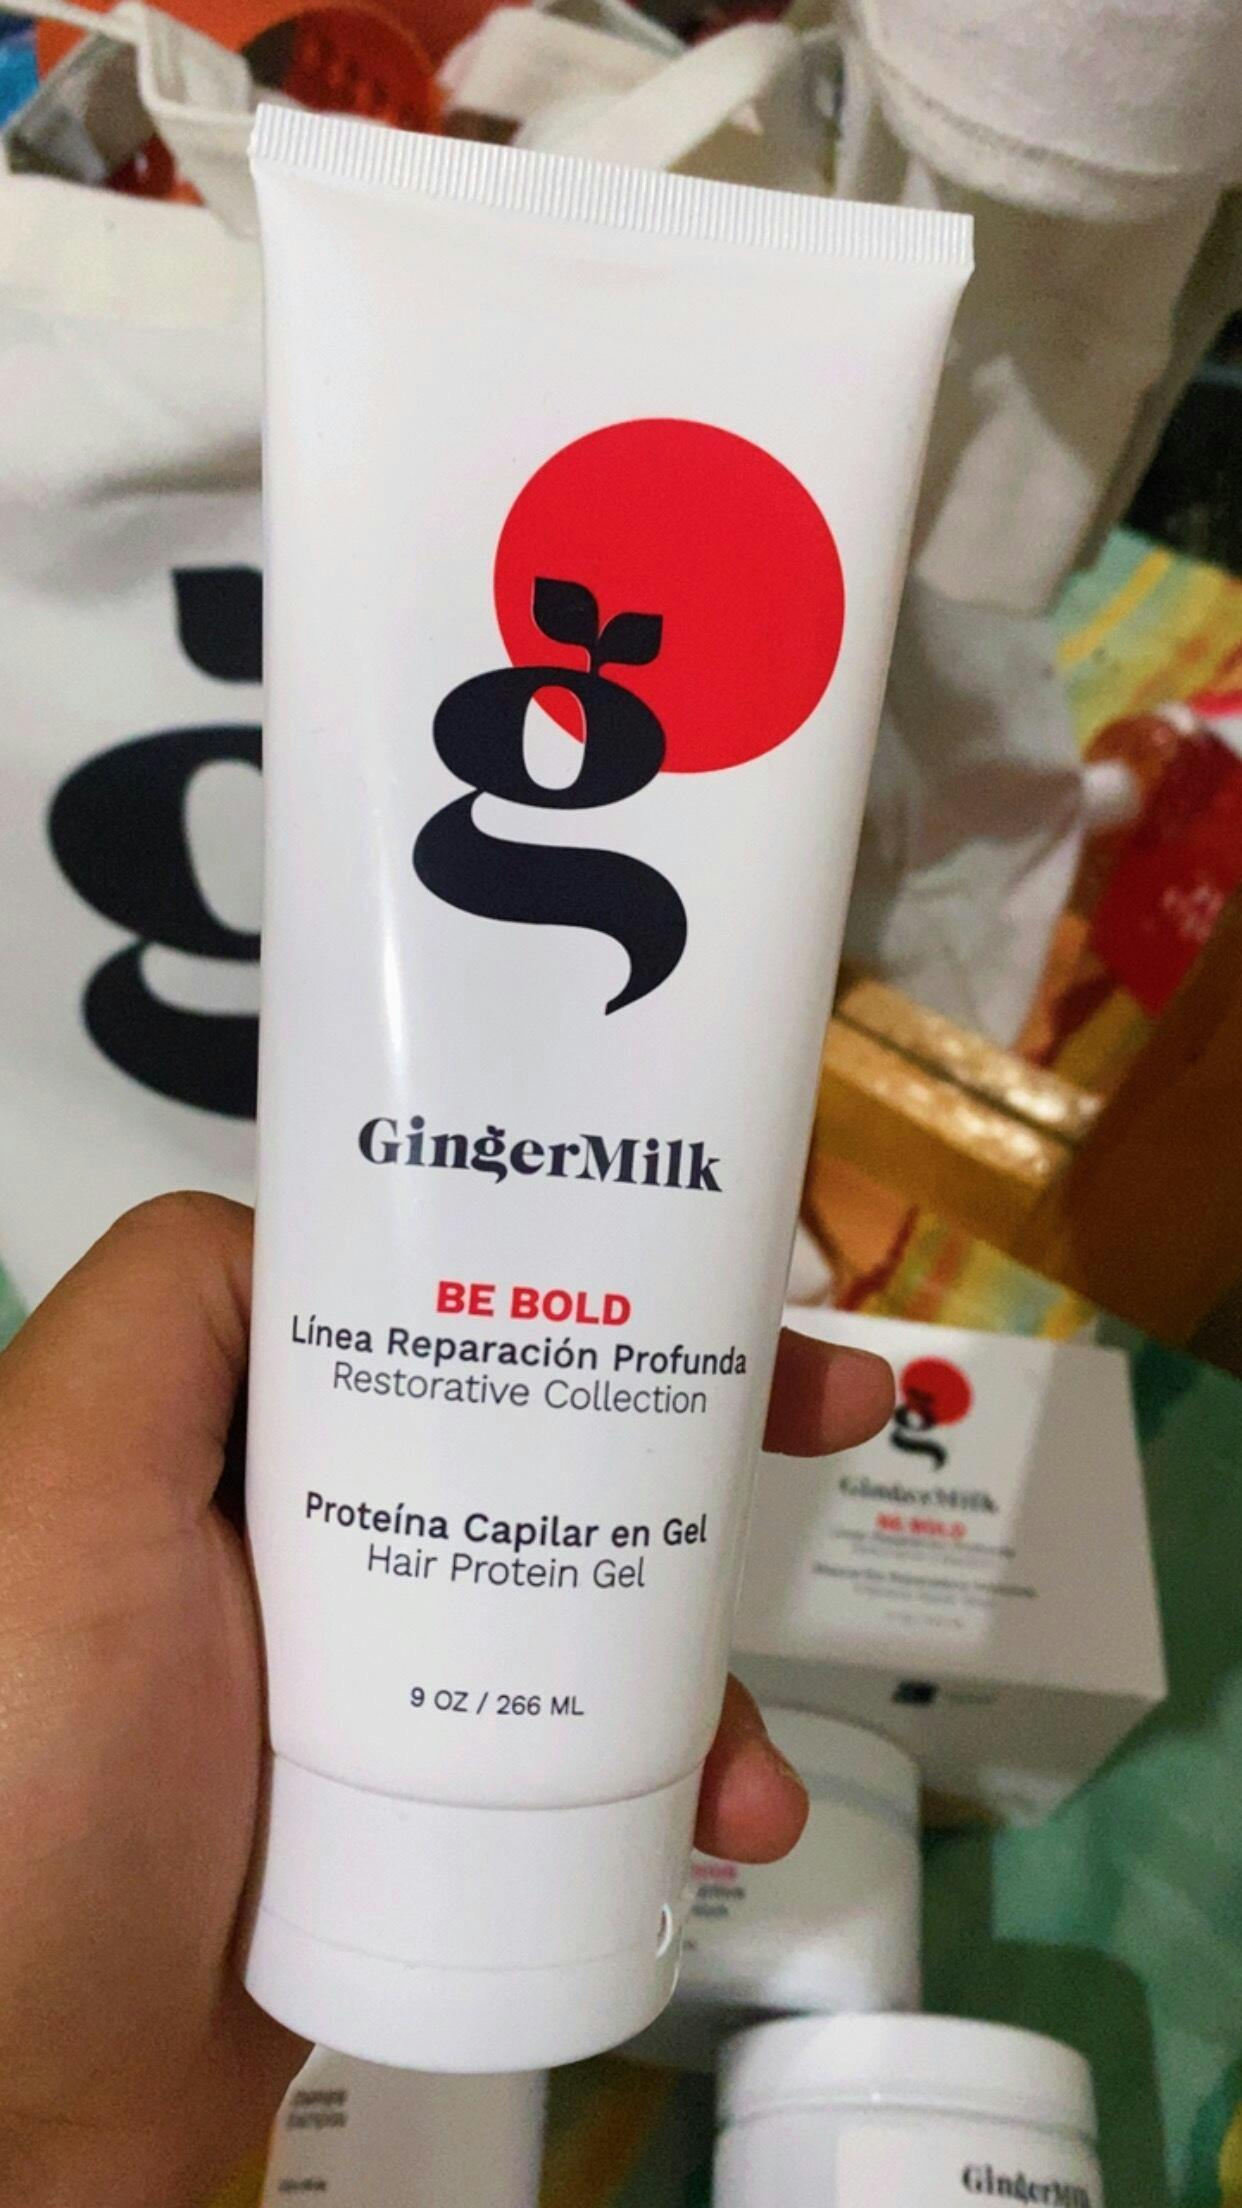 g
GingerMilk
BE BOLD
Línea Reparación Profunda
Restorative Collection
Proteína Capilar en Gel
Hair Protein Gel
9 OZ / 266 ML
g
g
GingerMilk
BE BOLD